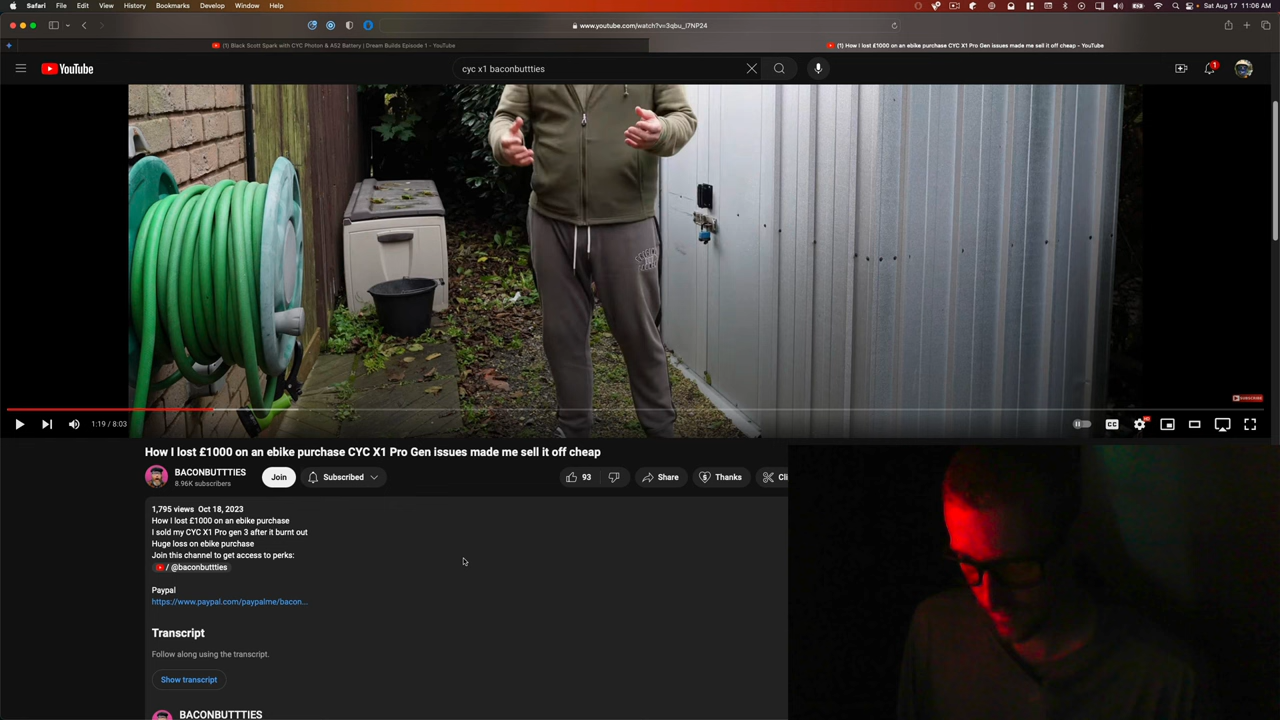 Safari File Edit View History Bookmarks Develop Window Help
Sat Aug 17 11:06 AM
www.youtube.com/watch?v=3qbu_I7NP24
(1) Black Scott Spark with CYC Photon & A52 Battery | Dream Builds Episode 1 - YouTube
(1) How I lost £1000 on an ebike purchase CYC X1 Pro Gen issues made me sell it off cheap - YouTube
YouTube
cyc x1 baconbuttties
1
SUBSCRIBE
1:19 / 8:03
CC
HD
How I lost £1000 on an ebike purchase CYC X1 Pro Gen issues made me sell it off cheap
BACONBUTTTIES
8.96K subscribers
Join
Subscribed
93
Share
Thanks
Cli
1,795 views Oct 18, 2023
How I lost £1000 on an ebike purchase
I sold my CYC X1 Pro gen 3 after it burnt out
Huge loss on ebike purchase
Join this channel to get access to perks:
/ @baconbuttties
Paypal
https://www.paypal.com/paypalme/bacon...
Transcript
Follow along using the transcript.
Show transcript
BACONBUTTTIES